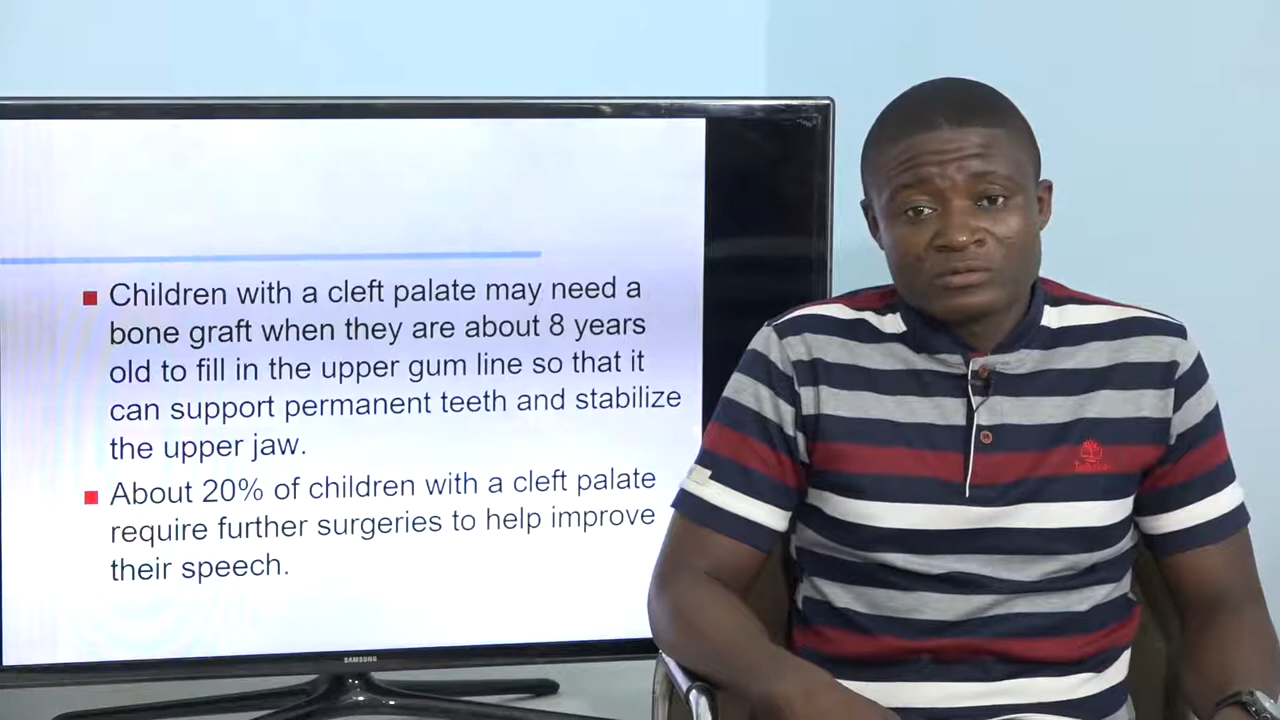 Children with a cleft palate may need a
bone graft when they are about 8 years
old to fill in the upper gum line so that it
can support permanent teeth and stabilize
the upper jaw.
About 20% of children with a cleft palate
require further surgeries to help improve
their speech.
SAMSUNG